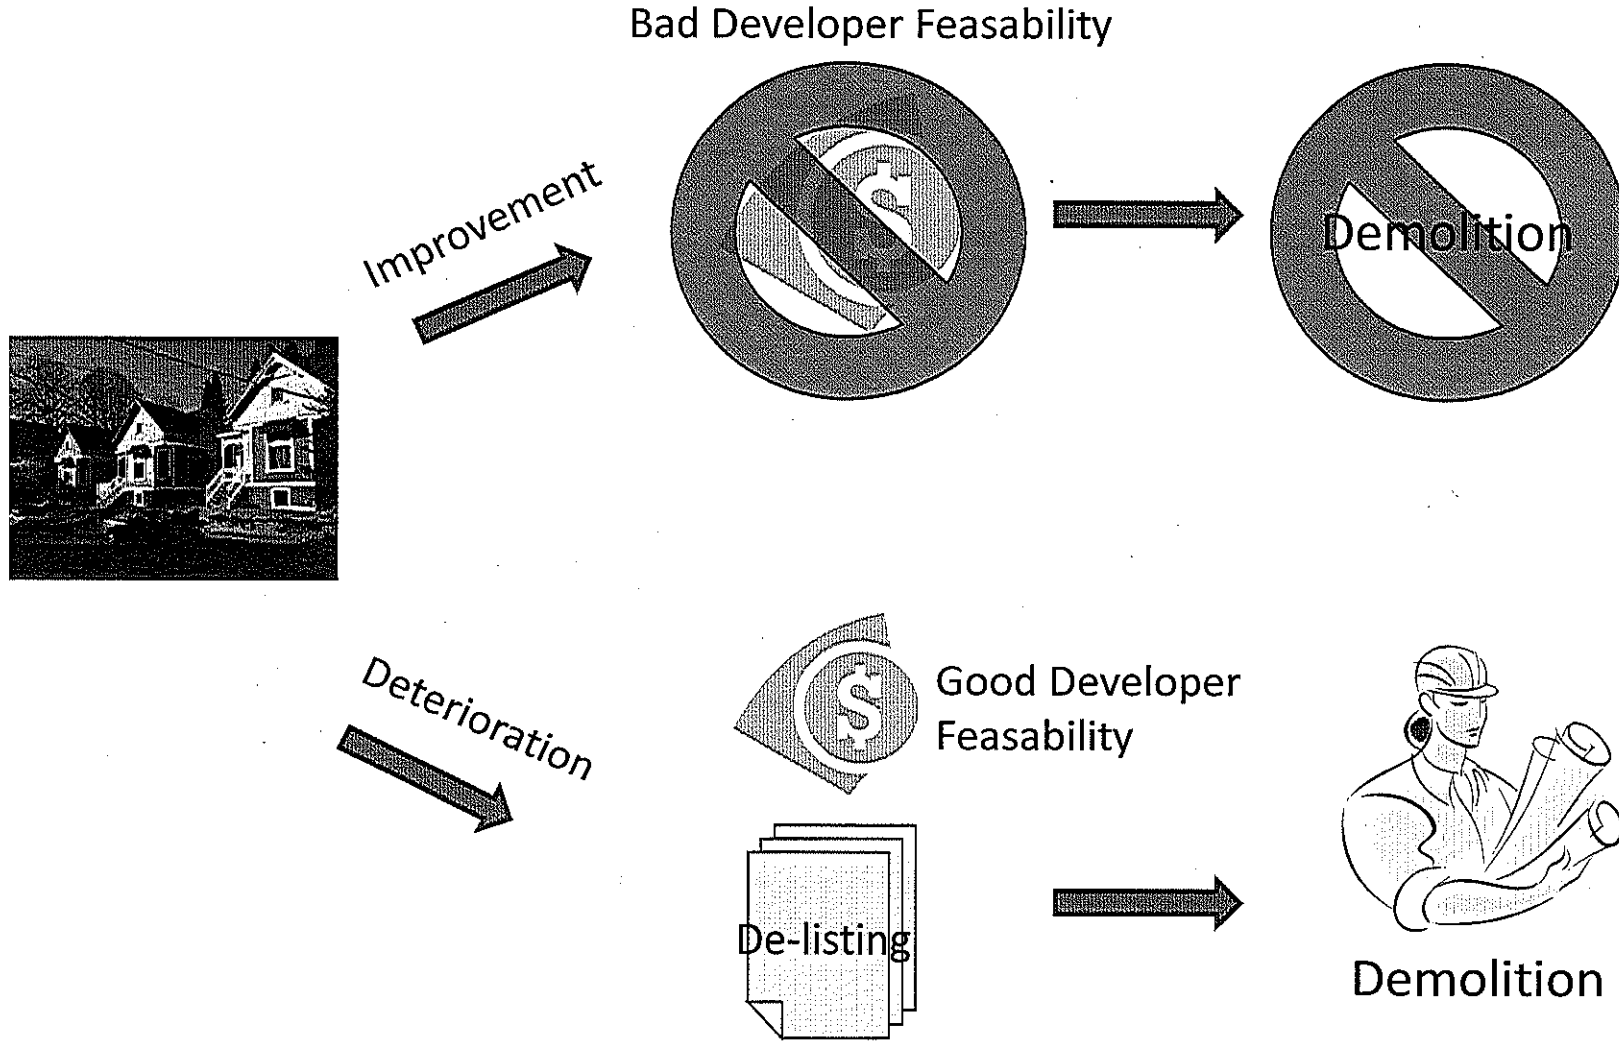 Bad Developer Feasability
Improvement
Demolition
Deterioration
$
Good Developer
Feasability
De-listing
Demolition